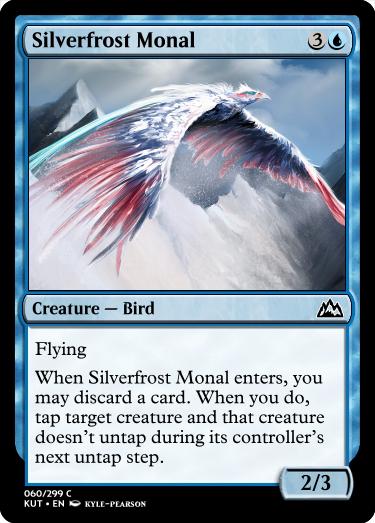 Silverfrost Monal 3
Creature — Bird
Flying
When Silverfrost Monal enters, you
may discard a card. When you do,
tap target creature and that creature
doesn't untap during its controller's
next untap step.
2/3
060/299 C
KUT • EN KYLE-PEARSON